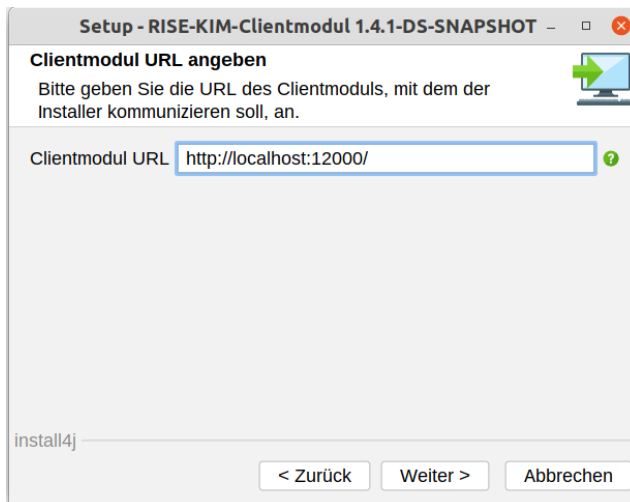 Setup - RISE-KIM-Clientmodul 1.4.1-DS-SNAPSHOT
Clientmodul URL angeben
Bitte geben Sie die URL des Clientmoduls, mit dem der
Installer kommunizieren soll, an.
Clientmodul URL http://localhost:12000/
install4j
< Zurück Weiter > Abbrechen